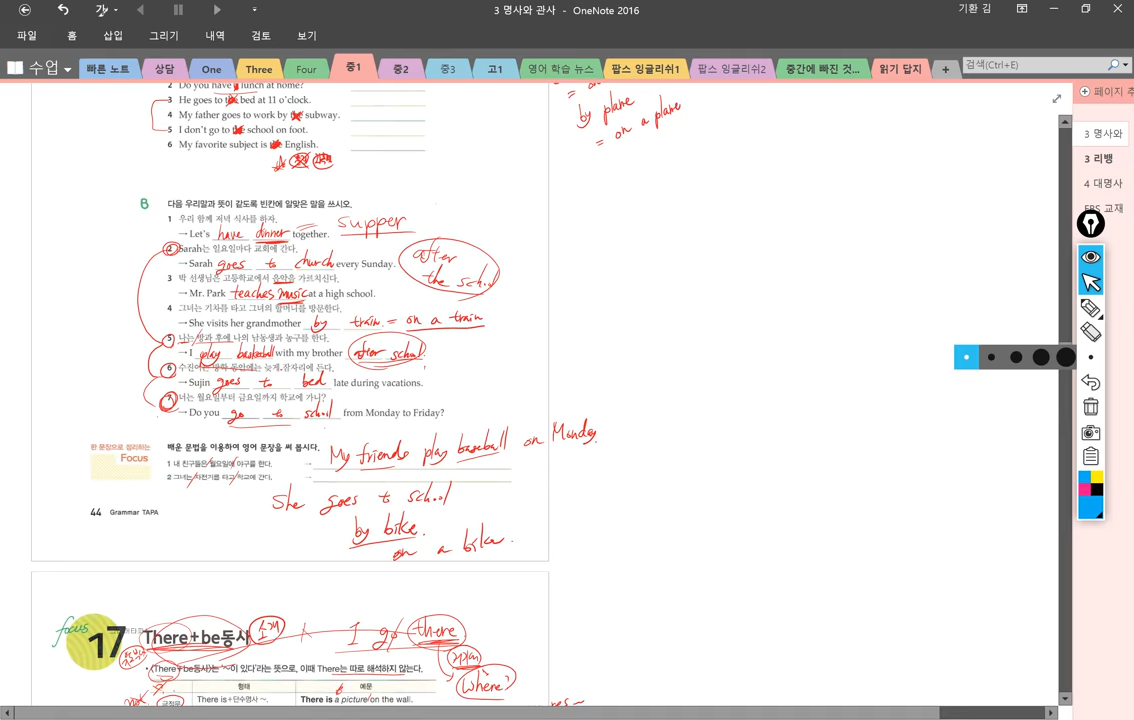 3 명사와 관사 - OneNote 2016
기환 김
파일 홈 삽입 그리기 내역 검토 보기
수업 빠른 노트 상담 One Three Four 중1 중2 중3 고1 영어 학습 뉴스 팝스 잉글리쉬1 팝스 잉글리쉬2 중간에 빠진 것... 읽기 답지 + 검색(Ctrl+E)
페이지 추
3 명사와
3 리뱅
4 대명사
EBS 교재
2 Do you have a lunch at home?
3 He goes to the bed at 11 o'clock.
4 My father goes to work by the subway.
5 I don't go to the school on foot.
6 My favorite subject is the English.
by plane
= on a plane
B 다음 우리말과 뜻이 같도록 빈칸에 알맞은 말을 쓰시오.
1 우리 함께 저녁 식사를 하자.
→ Let's have dinner together. supper
2 Sarah는 일요일마다 교회에 간다.
→ Sarah goes to church every Sunday.
after the school
3 박 선생님은 고등학교에서 음악을 가르치신다.
→ Mr. Park teaches music at a high school.
4 그녀는 기차를 타고 그녀의 할머니를 방문한다.
→ She visits her grandmother by train. = on a train
5 나는 방과 후에 나의 남동생과 농구를 한다.
→ I play basketball with my brother after school.
6 수진이는 방학 동안에는 늦게 잠자리에 든다.
→ Sujin goes to bed late during vacations.
7 너는 월요일부터 금요일까지 학교에 가니?
→ Do you go to school from Monday to Friday?
한 문장으로 정리하는
Focus
배운 문법을 이용하여 영어 문장을 써 봅시다.
1 내 친구들은 월요일에 야구를 한다. → My friends play baseball on Monday.
2 그녀는 자전거를 타고 학교에 간다. →
She goes to school
by bike.
on a bike.
44 Grammar TAPA
focus
17 There+be동사 소개 I go there
• 「There+be동사」는 '~이 있다'라는 뜻으로, 이때 There는 따로 해석하지 않는다.
where?
형태 예문
긍정문 There is+단수명사 ~. There is a picture on the wall.